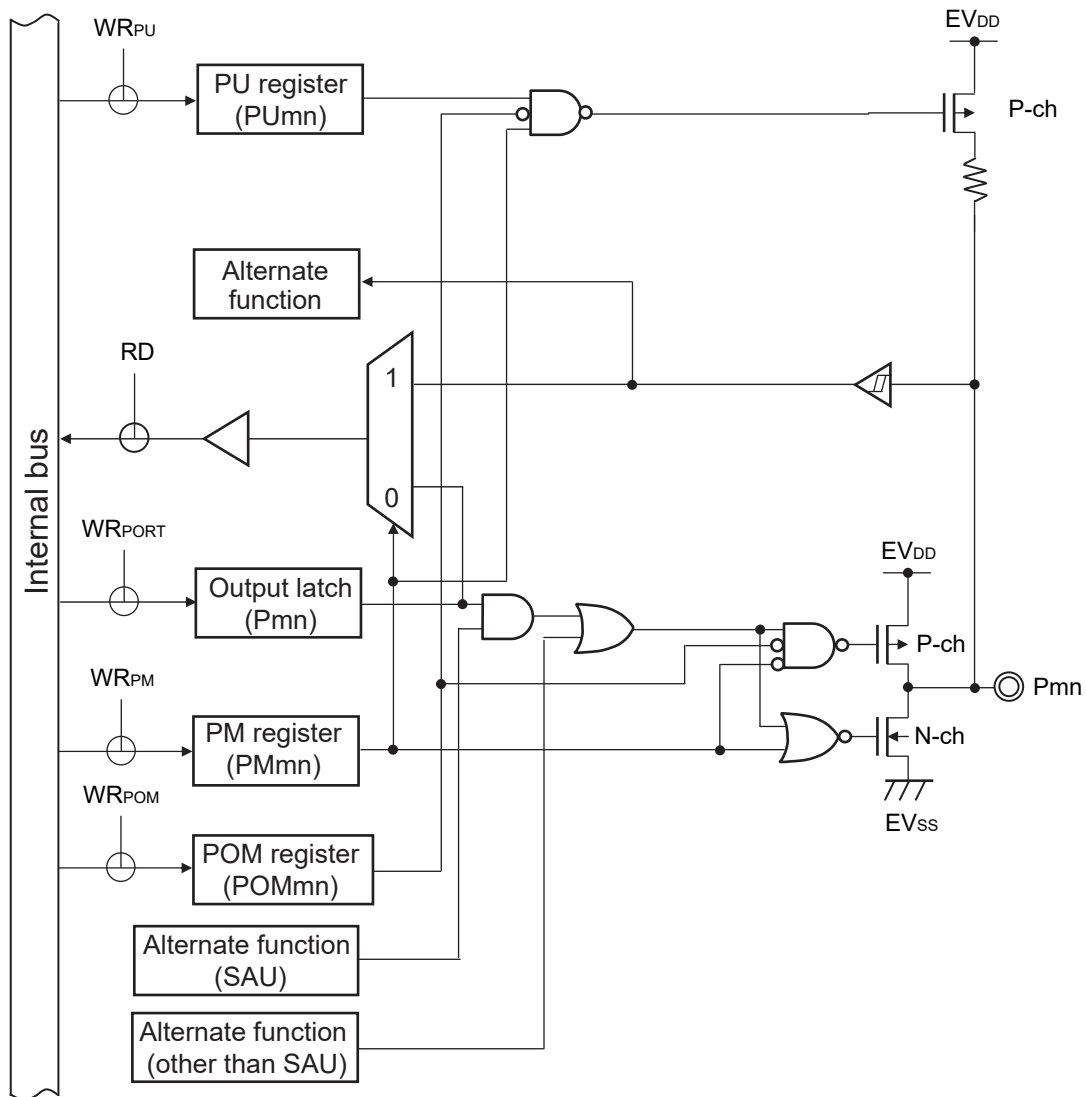 WRPU
EVDD
PU register
(PUmn)
P-ch
Alternate
function
RD
1
Internal bus
0
WRPORT
EVDD
Output latch
(Pmn)
P-ch
WRPM
Pmn
PM register
(PMmn)
N-ch
WRPOM
EVSS
POM register
(POMmn)
Alternate function
(SAU)
Alternate function
(other than SAU)